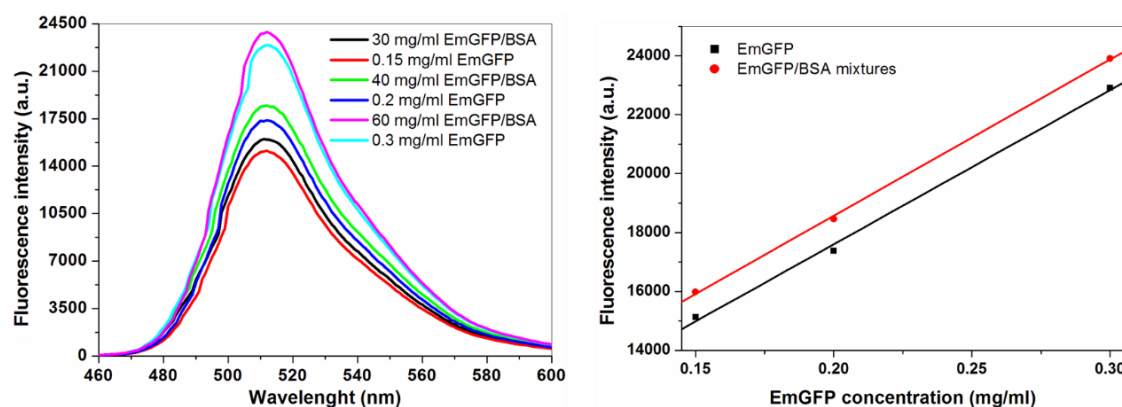 24500
21000
17500
14000
10500
7000
3500
0
460 480 500 520 540 560 580 600
Fluorescence intensity (a.u.)
Wavelenght (nm)
30 mg/ml EmGFP/BSA
0.15 mg/ml EmGFP
40 mg/ml EmGFP/BSA
0.2 mg/ml EmGFP
60 mg/ml EmGFP/BSA
0.3 mg/ml EmGFP
24000
22000
20000
18000
16000
14000
0.15 0.20 0.25 0.30
Fluorescence intensity (a.u.)
EmGFP concentration (mg/ml)
EmGFP
EmGFP/BSA mixtures